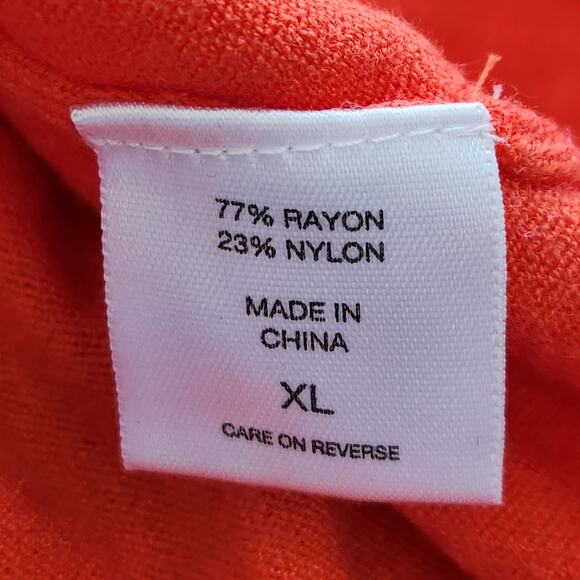 77% RAYON
23% NYLON
MADE IN
CHINA
XL
CARE ON REVERSE